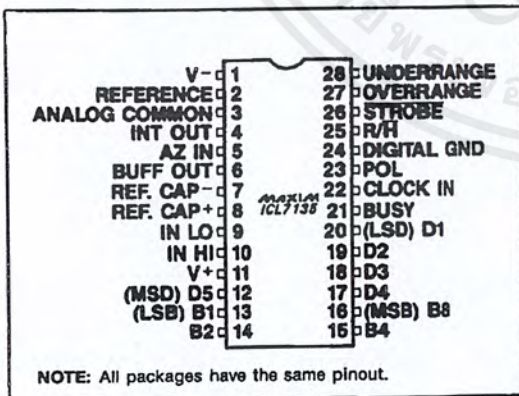 V- 1 28 UNDERRANGE
REFERENCE 2 27 OVERRANGE
ANALOG COMMON 3 26 STROBE
INT OUT 4 25 R/H
AZ IN 5 24 DIGITAL GND
BUFF OUT 6 23 POL
REF. CAP- 7 MAXIM 22 CLOCK IN
REF. CAP+ 8 ICL7135 21 BUSY
IN LO 9 20 (LSD) D1
IN HI 10 19 D2
V+ 11 18 D3
(MSD) D5 12 17 D4
(LSB) B1 13 16 (MSB) B8
B2 14 15 B4
NOTE: All packages have the same pinout.